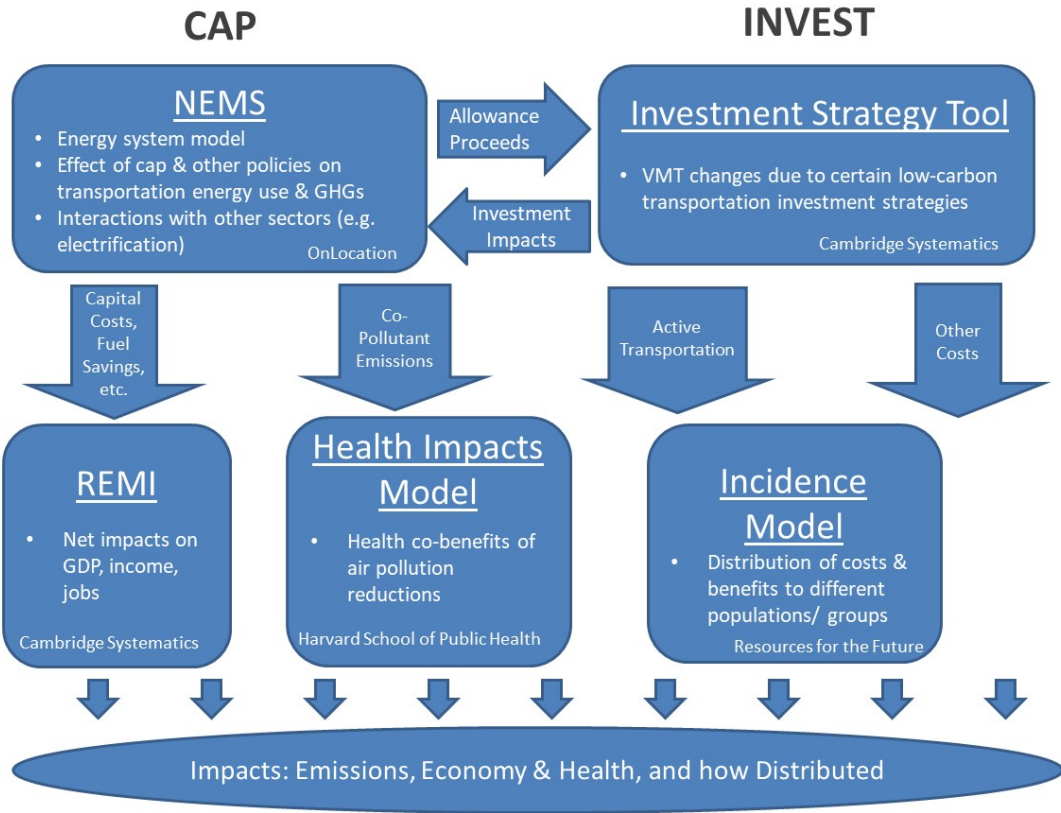 CAP
INVEST
NEMS
• Energy system model
• Effect of cap & other policies on
transportation energy use & GHGs
• Interactions with other sectors (e.g.
electrification)
OnLocation
Allowance
Proceeds
Investment
Impacts
Investment Strategy Tool
• VMT changes due to certain low-carbon
transportation investment strategies
Cambridge Systematics
Capital
Costs,
Fuel
Savings,
etc.
Co-
Pollutant
Emissions
Active
Transportation
Other
Costs
REMI
• Net impacts on
GDP, income,
jobs
Cambridge Systematics
Health Impacts
Model
• Health co-benefits of
air pollution
reductions
Harvard School of Public Health
Incidence
Model
• Distribution of costs &
benefits to different
populations/ groups
Resources for the Future
Impacts: Emissions, Economy & Health, and how Distributed